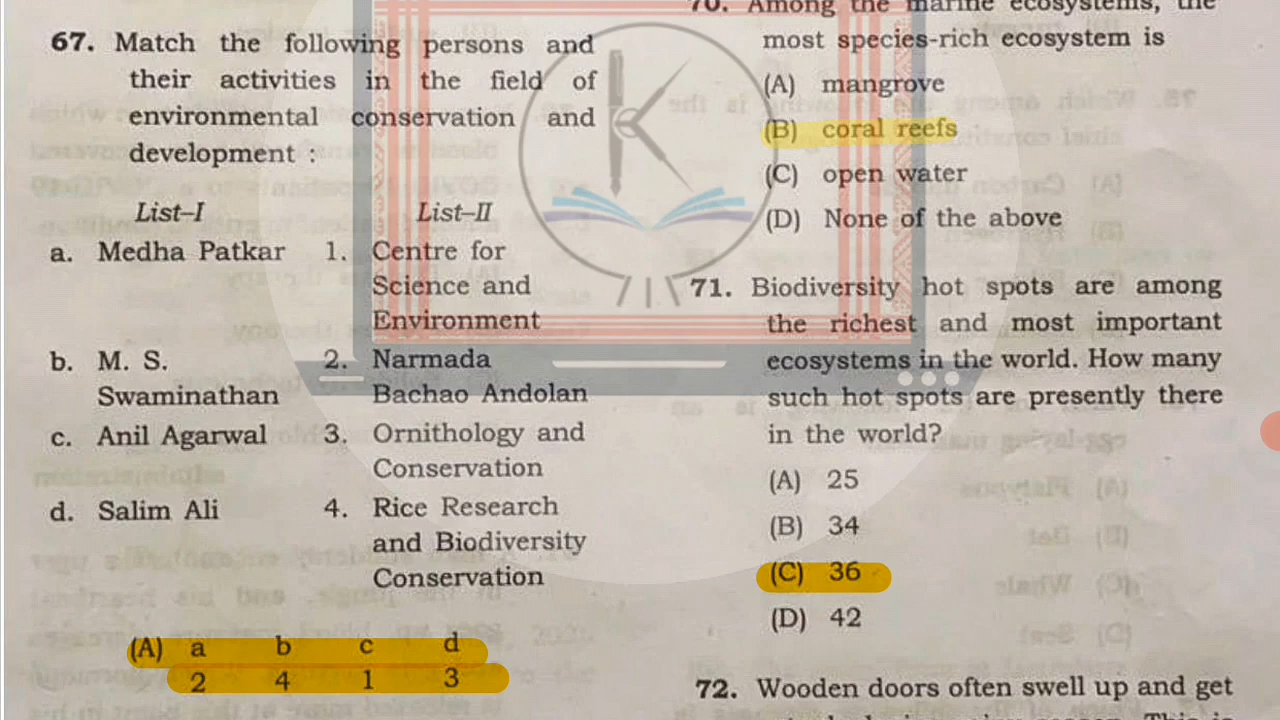 67. Match the following persons and
their activities in the field of
environmental conservation and
development :
List–I List–II
a. Medha Patkar 1. Centre for
Science and
Environment
b. M. S. 2. Narmada
Swaminathan Bachao Andolan
c. Anil Agarwal 3. Ornithology and
Conservation
d. Salim Ali 4. Rice Research
and Biodiversity
Conservation
(A) a b c d
2 4 1 3
70. Among the marine ecosystems, the
most species-rich ecosystem is
(A) mangrove
(B) coral reefs
(C) open water
(D) None of the above
71. Biodiversity hot spots are among
the richest and most important
ecosystems in the world. How many
such hot spots are presently there
in the world?
(A) 25
(B) 34
(C) 36
(D) 42
72. Wooden doors often swell up and get